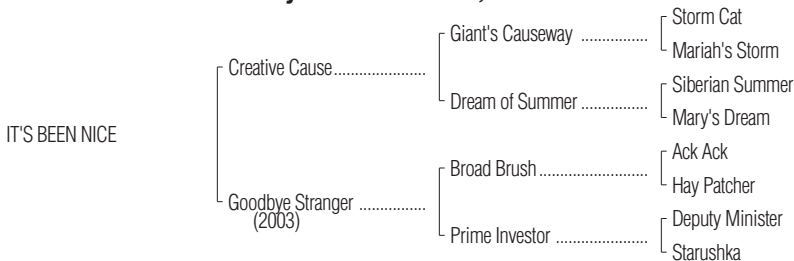 Storm Cat
Giant's Causeway ................
Mariah's Storm
Creative Cause......................
Siberian Summer
Dream of Summer ................
Mary's Dream
IT'S BEEN NICE
Ack Ack
Broad Brush..........................
Hay Patcher
Goodbye Stranger ................
(2003)
Deputy Minister
Prime Investor ......................
Starushka